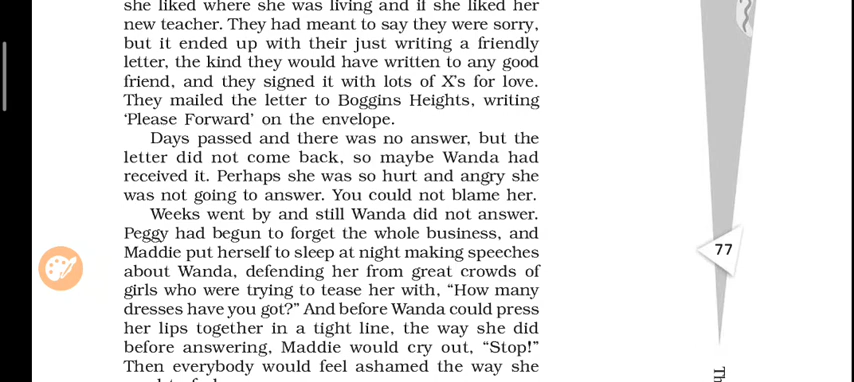 she liked where she was living and if she liked her
new teacher. They had meant to say they were sorry,
but it ended up with their just writing a friendly
letter, the kind they would have written to any good
friend, and they signed it with lots of X's for love.
They mailed the letter to Boggins Heights, writing
‘Please Forward’ on the envelope.
Days passed and there was no answer, but the
letter did not come back, so maybe Wanda had
received it. Perhaps she was so hurt and angry she
was not going to answer. You could not blame her.
Weeks went by and still Wanda did not answer.
Peggy had begun to forget the whole business, and
Maddie put herself to sleep at night making speeches
about Wanda, defending her from great crowds of
girls who were trying to tease her with, “How many
dresses have you got?” And before Wanda could press
her lips together in a tight line, the way she did
before answering, Maddie would cry out, “Stop!”
Then everybody would feel ashamed the way she
77